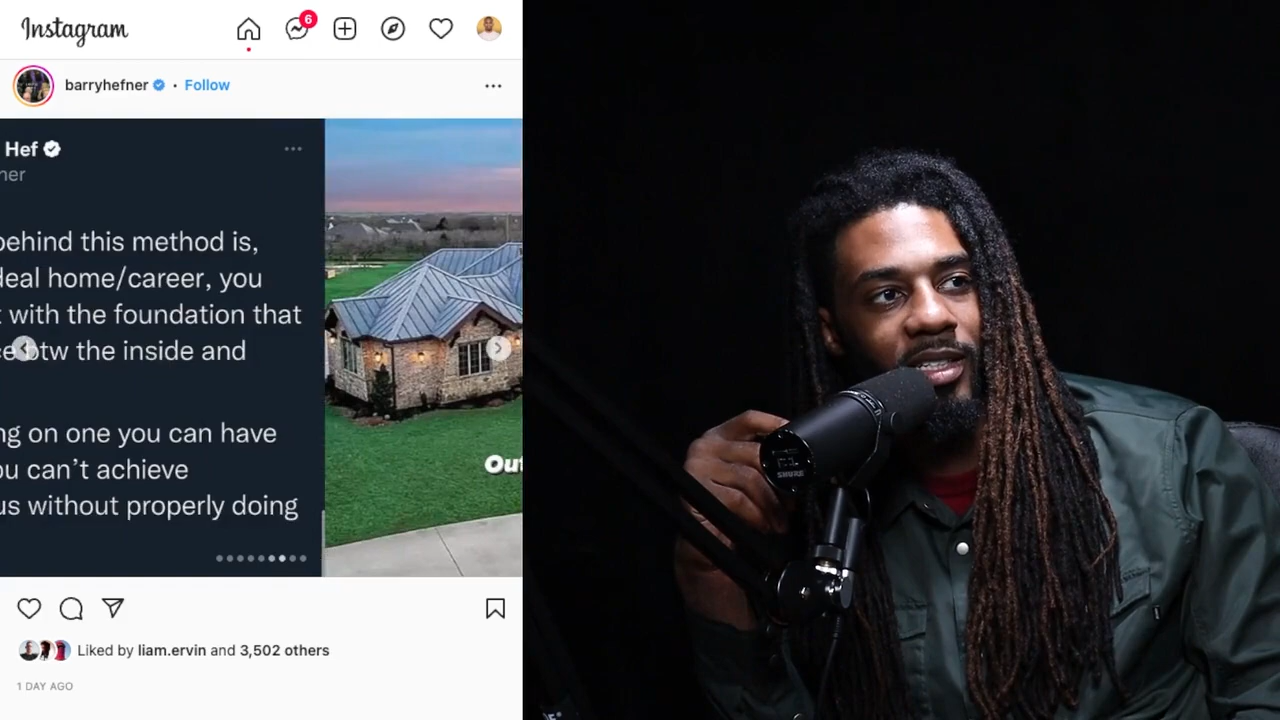 Instagram
6
barryhefner • Follow
Hef
ner
behind this method is,
deal home/career, you
t with the foundation that
ce btw the inside and
ng on one you can have
ou can't achieve
us without properly doing
Out
Liked by liam.ervin and 3,502 others
1 DAY AGO
SHURE